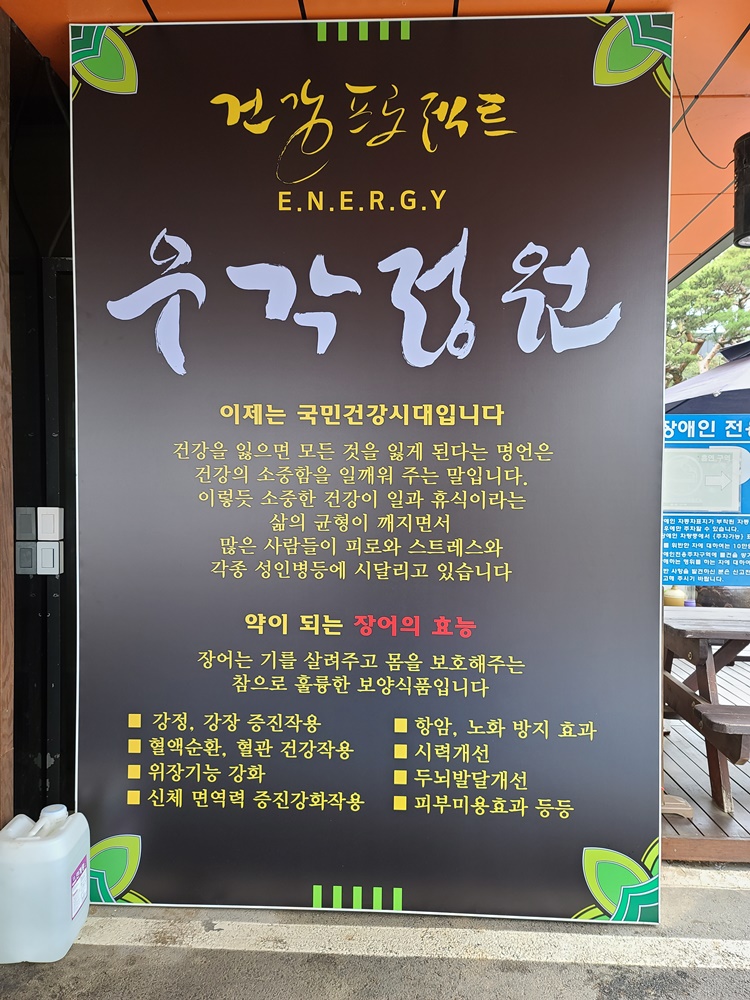 건강프로젝트
E.N.E.R.G.Y
우각정원
이제는 국민건강시대입니다
건강을 잃으면 모든 것을 잃게 된다는 명언은
건강의 소중함을 일깨워 주는 말입니다.
이렇듯 소중한 건강이 일과 휴식이라는
삶의 균형이 깨지면서
많은 사람들이 피로와 스트레스와
각종 성인병등에 시달리고 있습니다
약이 되는 장어의 효능
장어는 기를 살려주고 몸을 보호해주는
참으로 훌륭한 보양식품입니다
■ 강정, 강장 증진작용
■ 혈액순환, 혈관 건강작용
■ 위장기능 강화
■ 신체 면역력 증진강화작용
■ 항암, 노화 방지 효과
■ 시력개선
■ 두뇌발달개선
■ 피부미용효과 등등
장애인 전용